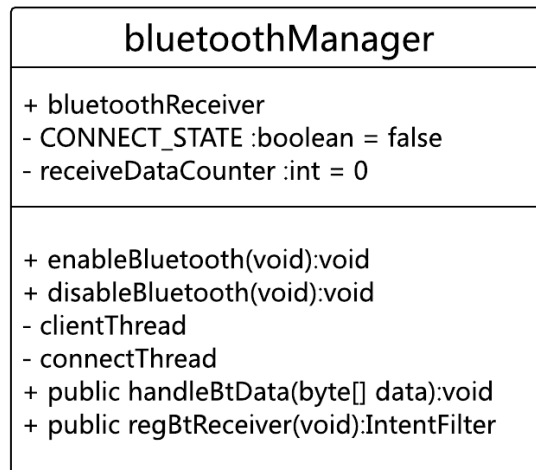 bluetoothManager
+ bluetoothReceiver
- CONNECT_STATE :boolean = false
- receiveDataCounter :int = 0
+ enableBluetooth(void):void
+ disableBluetooth(void):void
- clientThread
- connectThread
+ public handleBtData(byte[] data):void
+ public regBtReceiver(void):IntentFilter